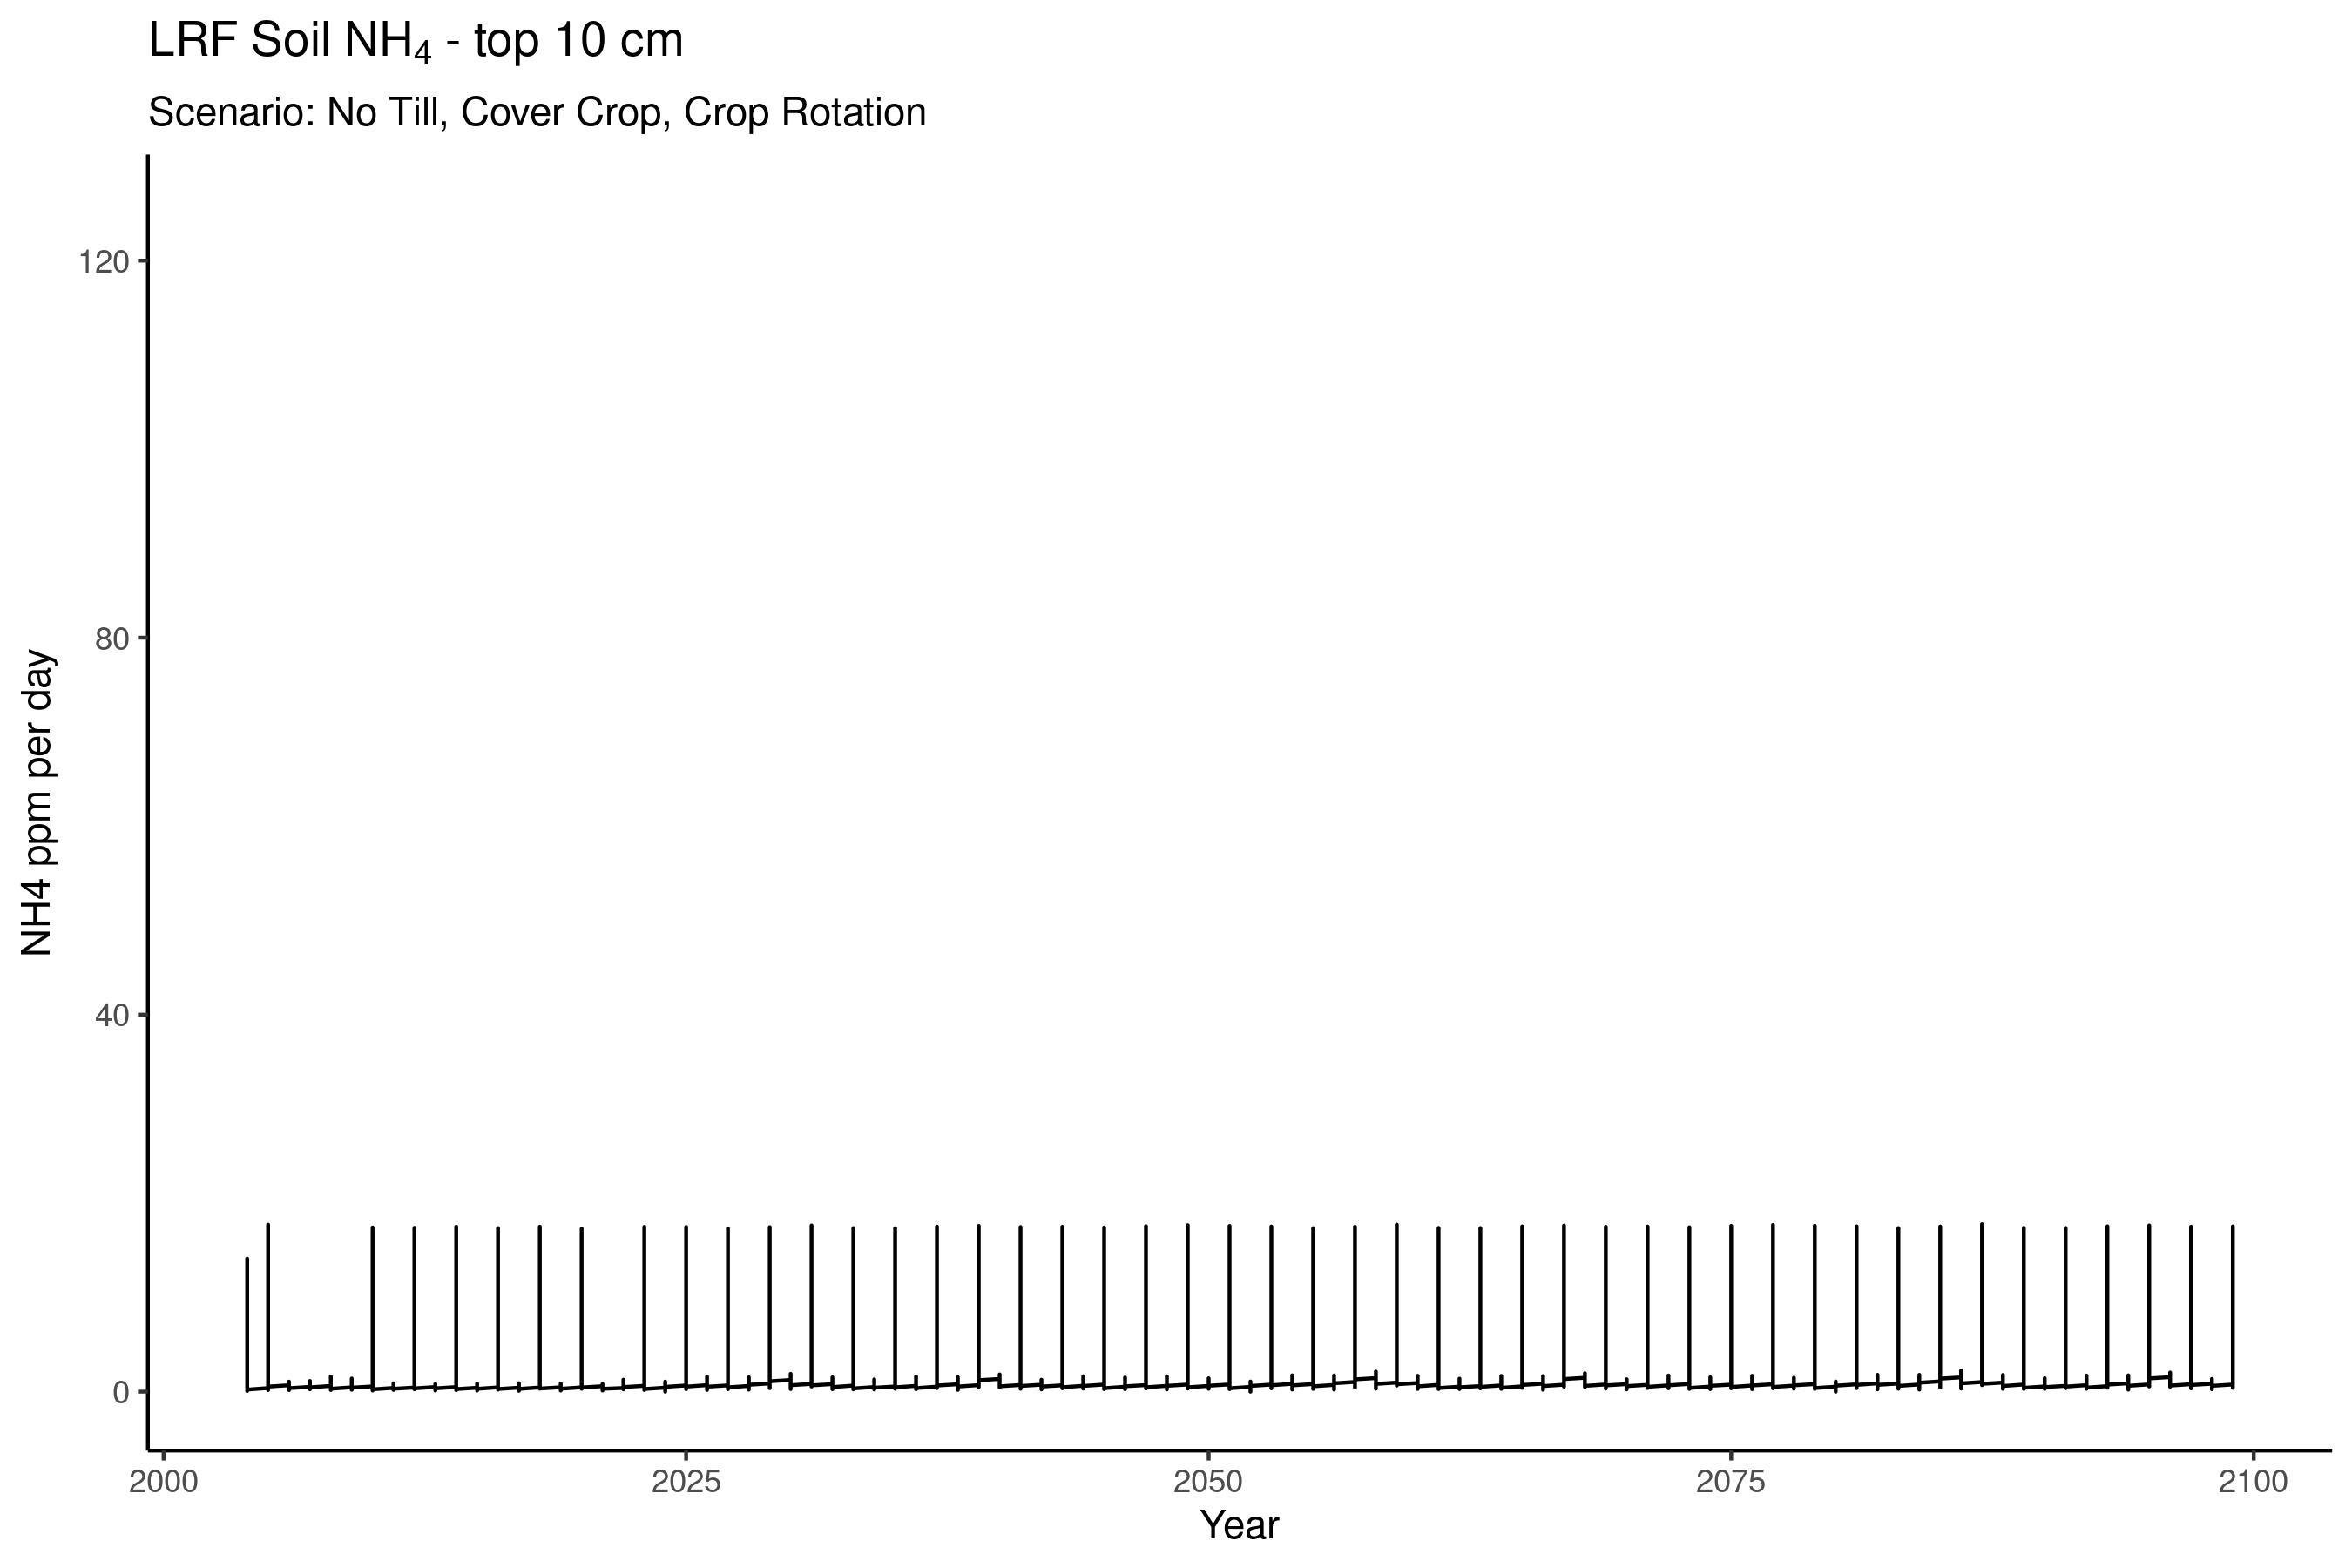 LRF Soil NH₄ - top 10 cm
Scenario: No Till, Cover Crop, Crop Rotation
NH4 ppm per day
120
80
40
0
2000 2025 2050 2075 2100
Year